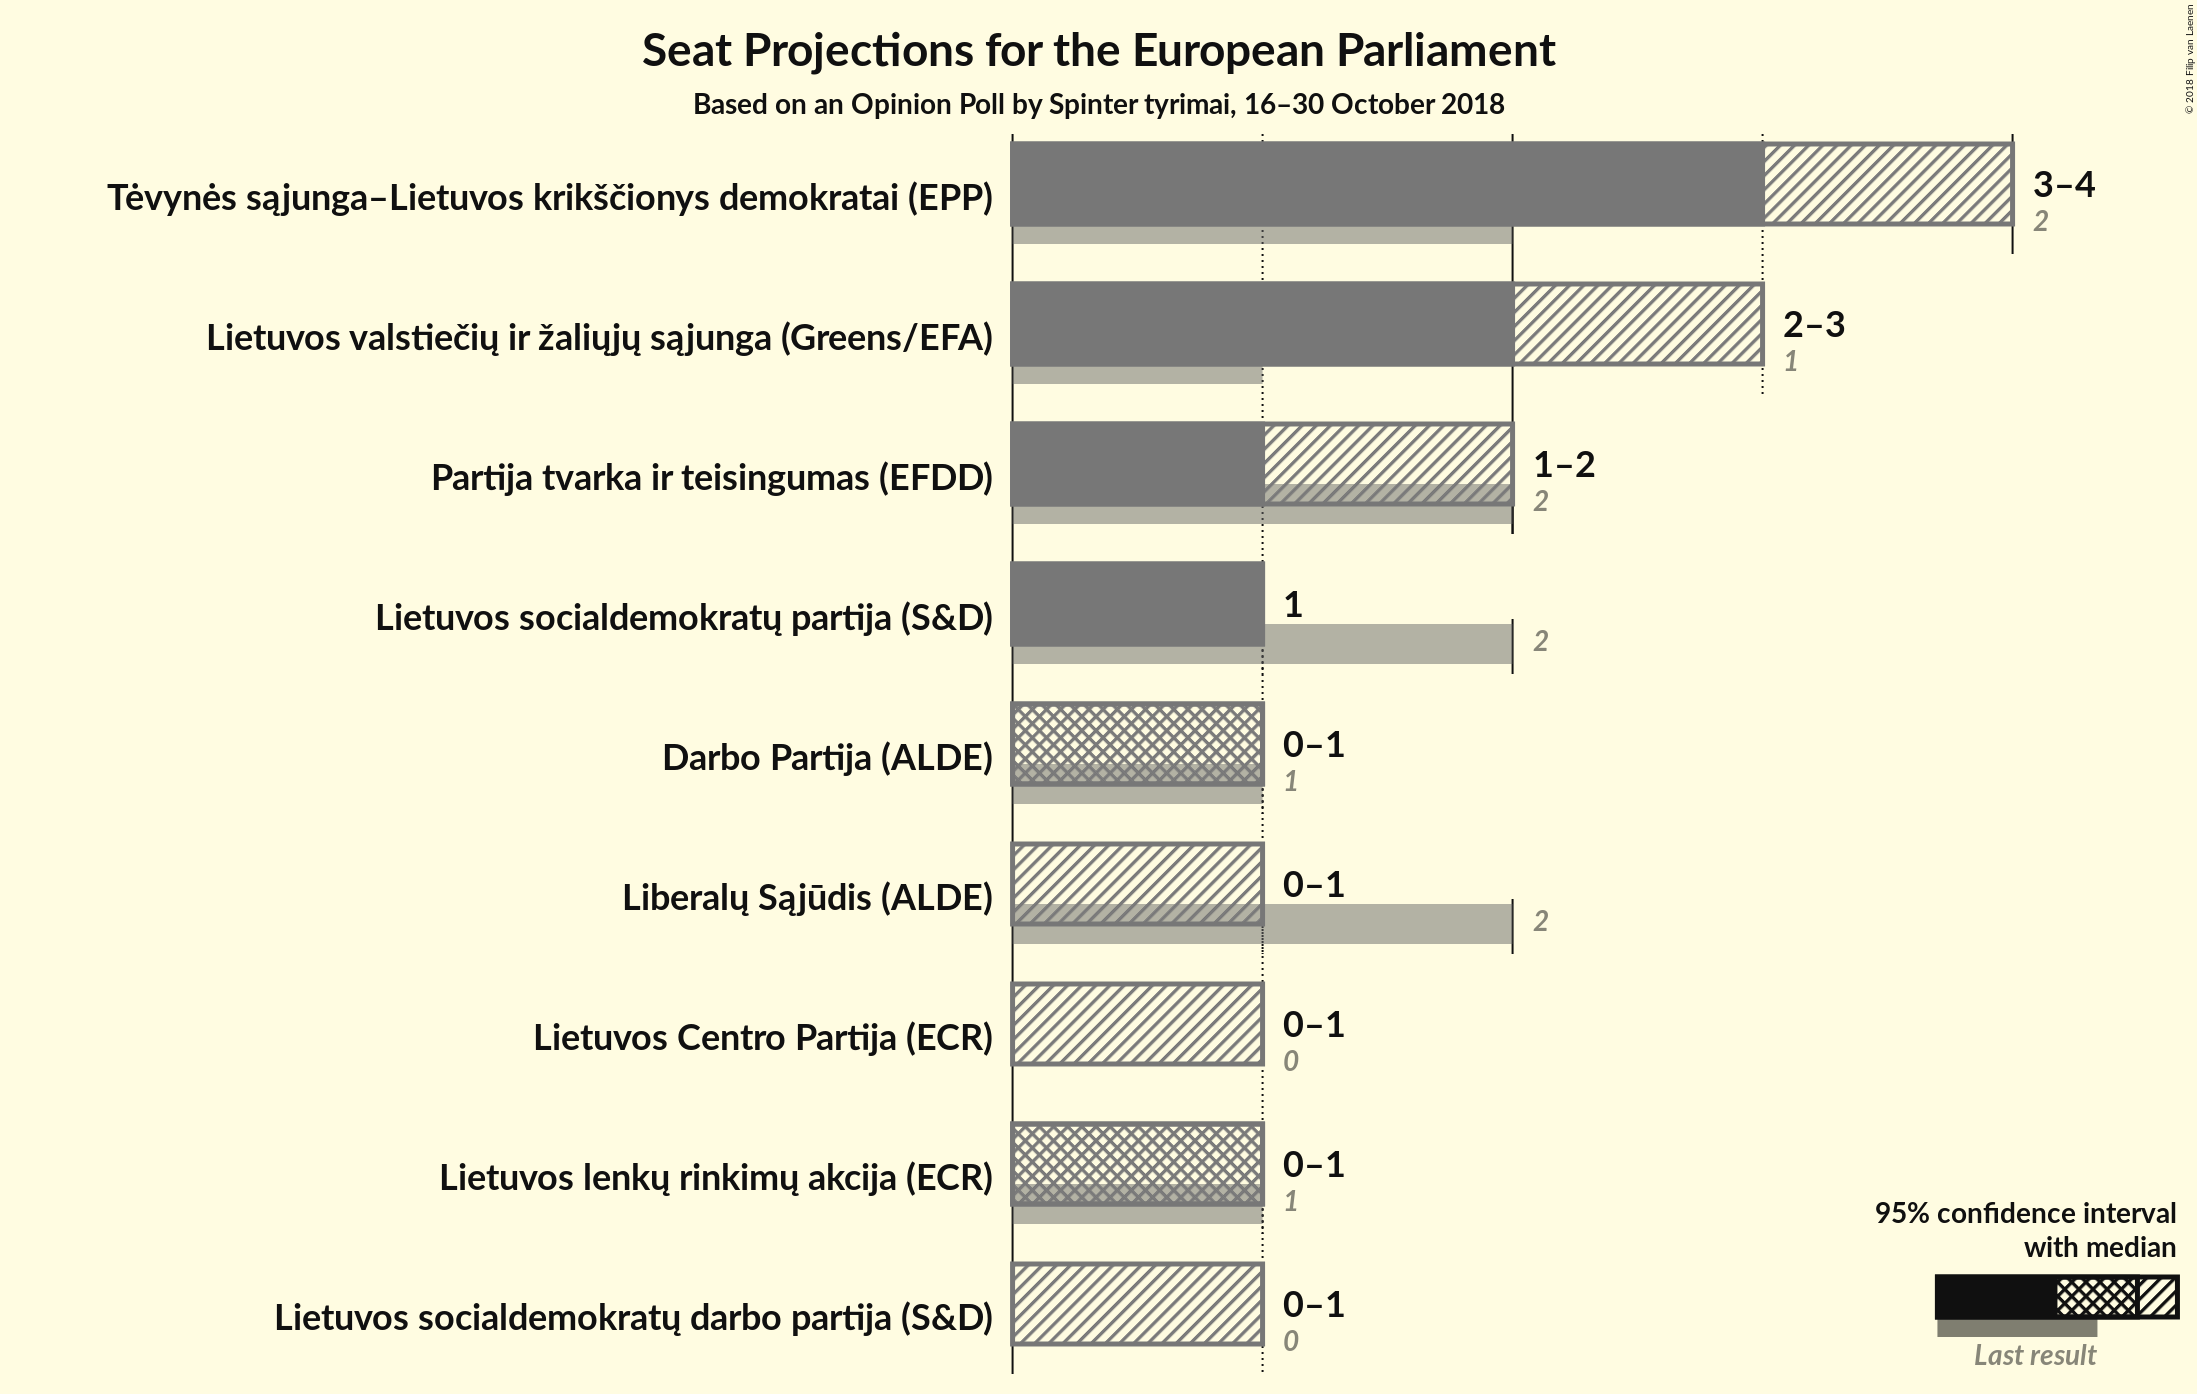 Seat Projections for the European Parliament
Based on an Opinion Poll by Spinter tyrimai, 16–30 October 2018
© 2018 Filip van Laenen
Tėvynės sąjunga–Lietuvos krikščionys demokratai (EPP)
3–4
2
Lietuvos valstiečių ir žaliųjų sąjunga (Greens/EFA)
2–3
1
Partija tvarka ir teisingumas (EFDD)
1–2
2
Lietuvos socialdemokratų partija (S&D)
1
2
Darbo Partija (ALDE)
0–1
1
Liberalų Sąjūdis (ALDE)
0–1
2
Lietuvos Centro Partija (ECR)
0–1
0
Lietuvos lenkų rinkimų akcija (ECR)
0–1
1
Lietuvos socialdemokratų darbo partija (S&D)
0–1
0
95% confidence interval
with median
Last result